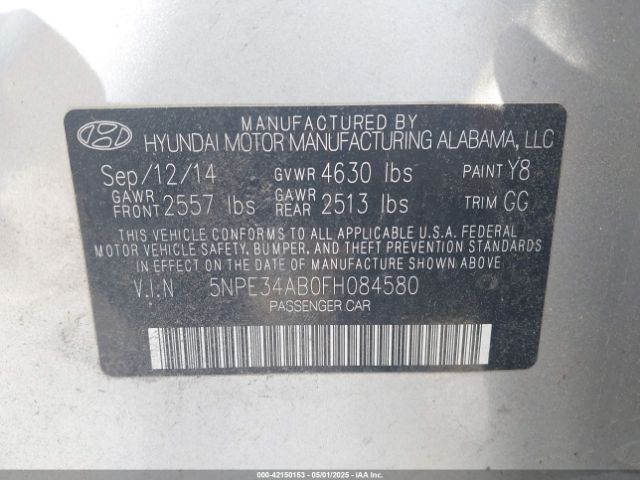 MANUFACTURED BY
HYUNDAI MOTOR MANUFACTURING ALABAMA, LLC
Sep/12/14 GVWR 4630 lbs PAINT Y8
GAWR FRONT 2557 lbs GAWR REAR 2513 lbs TRIM GG
THIS VEHICLE CONFORMS TO ALL APPLICABLE U.S.A. FEDERAL
MOTOR VEHICLE SAFETY, BUMPER, AND THEFT PREVENTION STANDARDS
IN EFFECT ON THE DATE OF MANUFACTURE SHOWN ABOVE.
V.I.N 5NPE34AB0FH084580
PASSENGER CAR
000-42150153 - 05/01/2025 - IAAI.COM